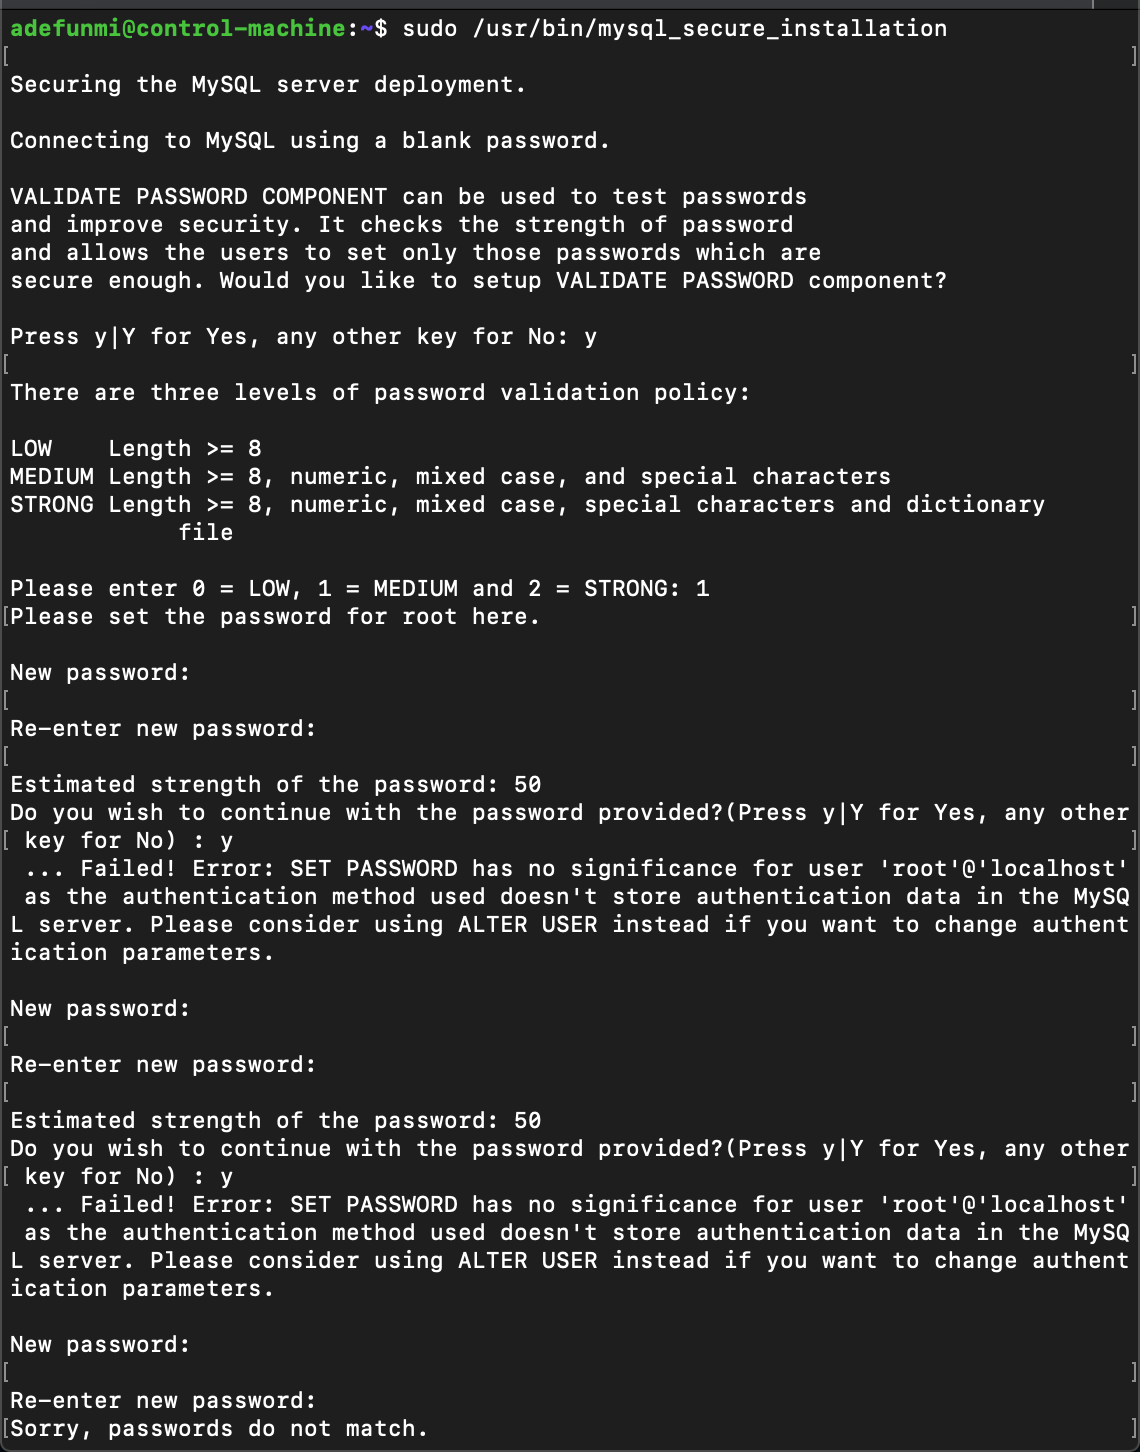 adefunmi@control-machine:~$ sudo /usr/bin/mysql_secure_installation
[ ]
Securing the MySQL server deployment.
Connecting to MySQL using a blank password.
VALIDATE PASSWORD COMPONENT can be used to test passwords
and improve security. It checks the strength of password
and allows the users to set only those passwords which are
secure enough. Would you like to setup VALIDATE PASSWORD component?
Press y|Y for Yes, any other key for No: y
[ ]
There are three levels of password validation policy:
LOW    Length >= 8
MEDIUM Length >= 8, numeric, mixed case, and special characters
STRONG Length >= 8, numeric, mixed case, special characters and dictionary
            file
Please enter 0 = LOW, 1 = MEDIUM and 2 = STRONG: 1
[Please set the password for root here. ]
New password:
[ ]
Re-enter new password:
[ ]
Estimated strength of the password: 50
Do you wish to continue with the password provided?(Press y|Y for Yes, any other
[ key for No) : y ]
 ... Failed! Error: SET PASSWORD has no significance for user 'root'@'localhost'
 as the authentication method used doesn't store authentication data in the MySQ
L server. Please consider using ALTER USER instead if you want to change authent
ication parameters.
New password:
[ ]
Re-enter new password:
[ ]
Estimated strength of the password: 50
Do you wish to continue with the password provided?(Press y|Y for Yes, any other
[ key for No) : y ]
 ... Failed! Error: SET PASSWORD has no significance for user 'root'@'localhost'
 as the authentication method used doesn't store authentication data in the MySQ
L server. Please consider using ALTER USER instead if you want to change authent
ication parameters.
New password:
[ ]
Re-enter new password:
[Sorry, passwords do not match. ]